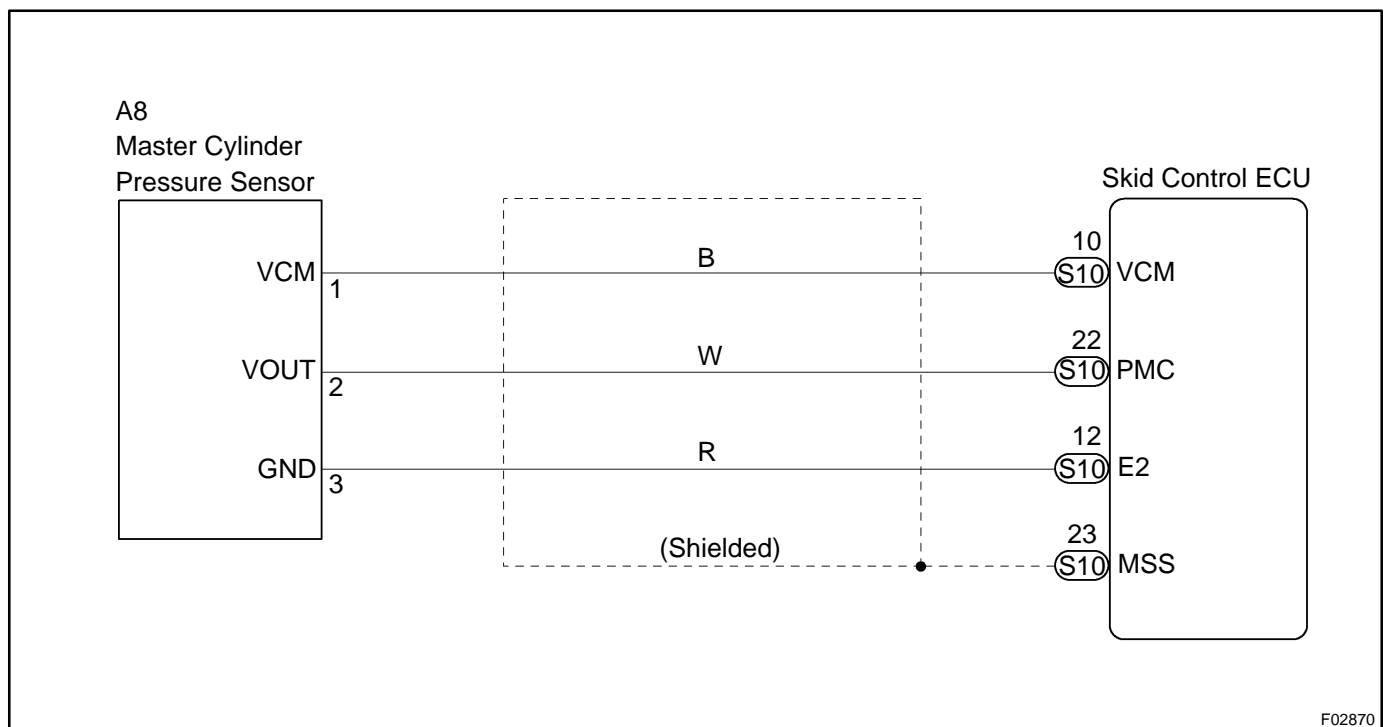 A8
Master Cylinder
Pressure Sensor
Skid Control ECU
VCM
1
B
10
S10
VCM
VOUT
2
W
22
S10
PMC
GND
3
R
12
S10
E2
(Shielded)
23
S10
MSS
F02870